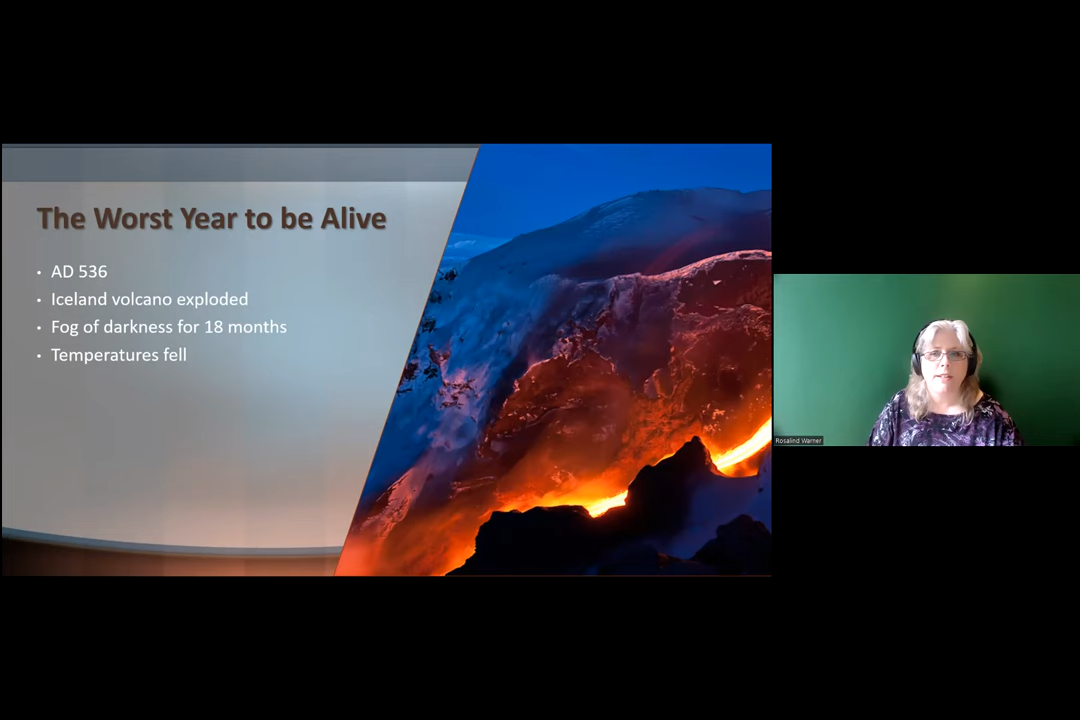 The Worst Year to be Alive
• AD 536
• Iceland volcano exploded
• Fog of darkness for 18 months
• Temperatures fell
Rosalind Warner